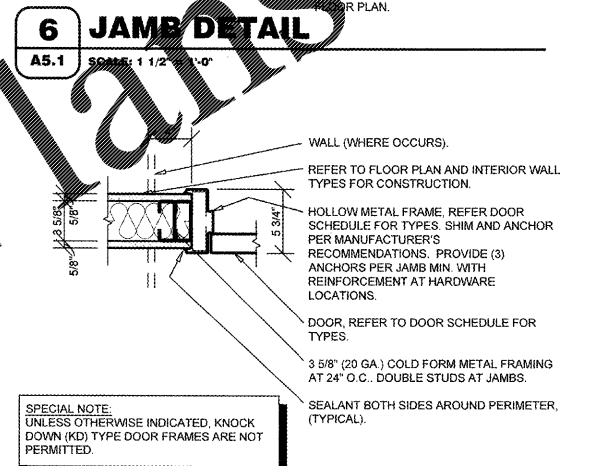 FLOOR PLAN.
6 JAMB DETAIL
A5.1 SCALE: 1 1/2" = 1'-0"
lans
WALL (WHERE OCCURS).
REFER TO FLOOR PLAN AND INTERIOR WALL
TYPES FOR CONSTRUCTION.
HOLLOW METAL FRAME, REFER DOOR
SCHEDULE FOR TYPES. SHIM AND ANCHOR
PER MANUFACTURER'S
RECOMMENDATIONS. PROVIDE (3)
ANCHORS PER JAMB MIN. WITH
REINFORCEMENT AT HARDWARE
LOCATIONS.
DOOR, REFER TO DOOR SCHEDULE FOR
TYPES.
3 5/8" (20 GA.) COLD FORM METAL FRAMING
AT 24" O.C.. DOUBLE STUDS AT JAMBS.
SEALANT BOTH SIDES AROUND PERIMETER,
(TYPICAL).
4"
3 5/8"
5/8"
5/8"
5 3/4"
SPECIAL NOTE:
UNLESS OTHERWISE INDICATED, KNOCK
DOWN (KD) TYPE DOOR FRAMES ARE NOT
PERMITTED.